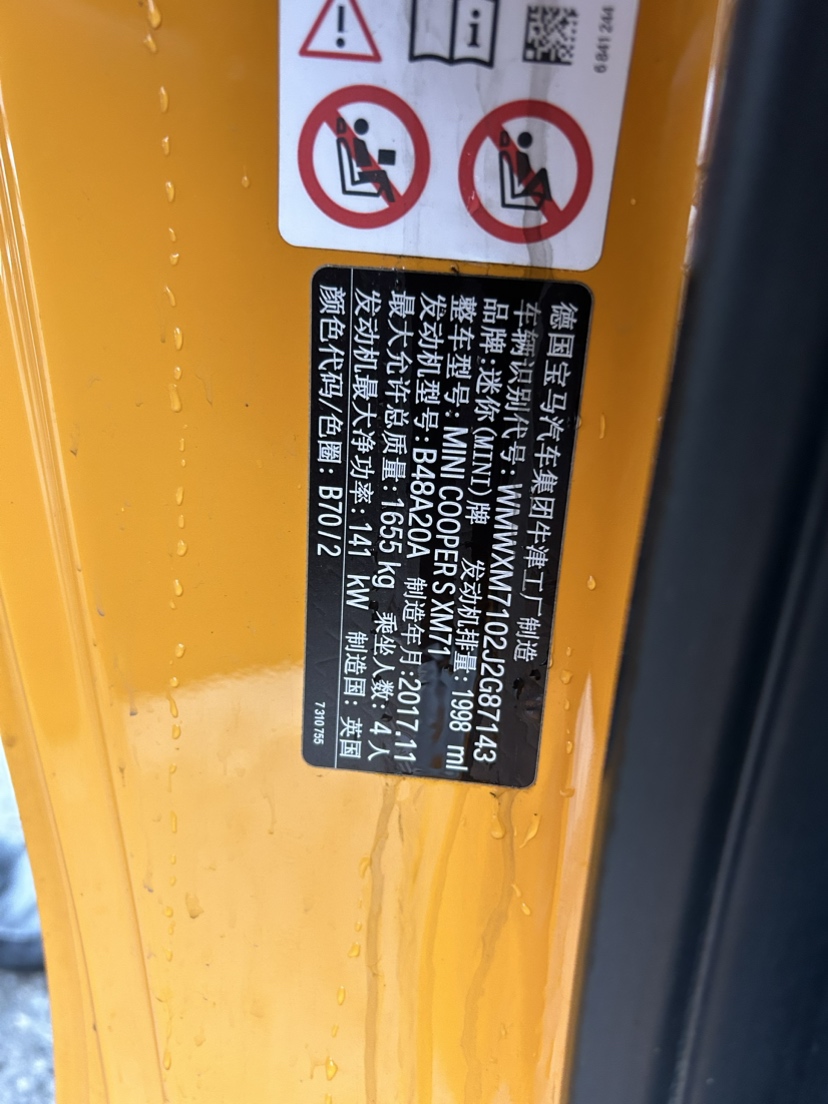 6 841 244
德国宝马汽车集团牛津工厂制造
车辆识别代号: WMWXM7102J2G87143
品牌:迷你(MINI)牌 发动机排量: 1998 ml
整车型号: MINI COOPER S XM71
发动机型号: B48A20A 制造年月:2017.11
最大允许总质量: 1655 kg 乘坐人数: 4人
发动机最大净功率: 141 kW 制造国: 英国
颜色代码/色圈: B70/2
7 310 755